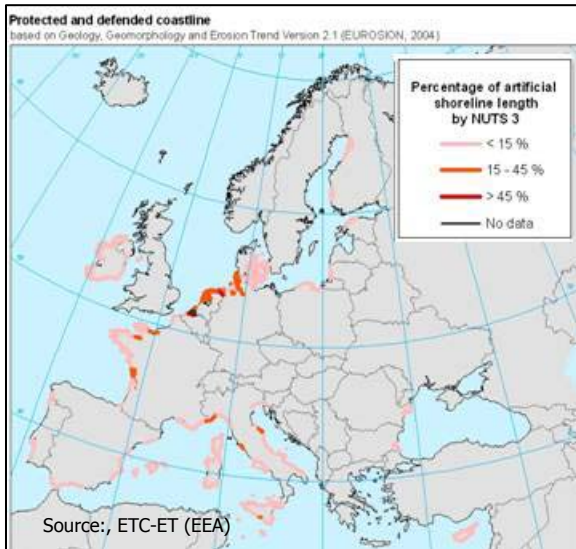 Protected and defended coastline
based on Geology, Geomorphology and Erosion Trend Version 2.1 (EUROSION, 2004)
Percentage of artificial
shoreline length
by NUTS 3
< 15 %
15 - 45 %
> 45 %
No data
Source:, ETC-ET (EEA)